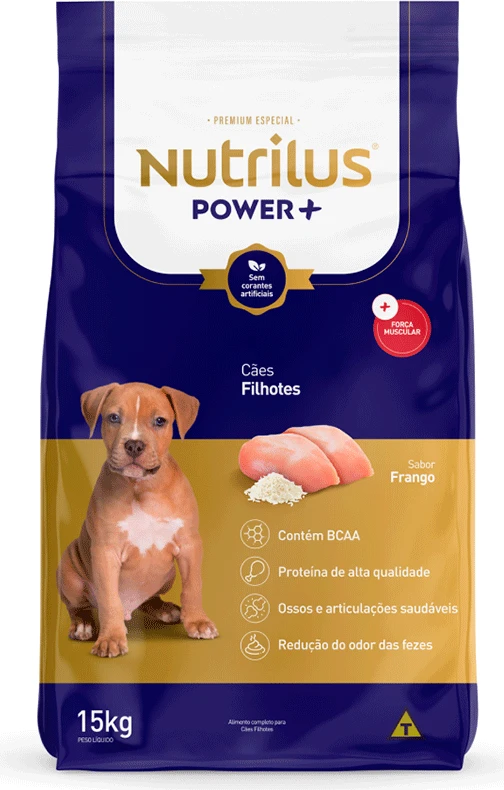 • PREMIUM ESPECIAL •
NUTRILUS®
POWER+
Sem
corantes
artificiais
+
FORÇA
MUSCULAR
Cães
Filhotes
Sabor
Frango
Contém BCAA
Proteína de alta qualidade
Ossos e articulações saudáveis
Redução do odor das fezes
15kg
PESO LÍQUIDO
Alimento completo para
Cães Filhotes
T